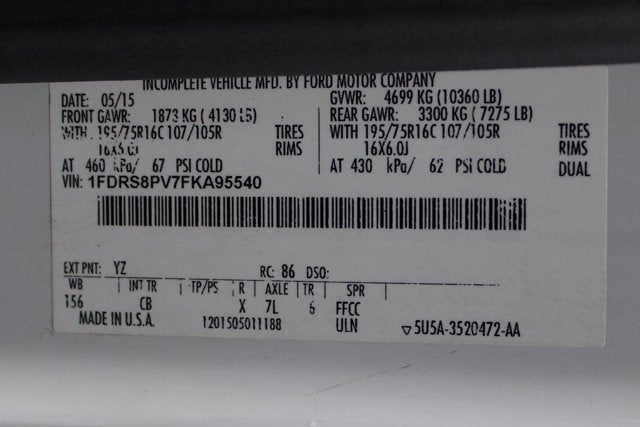 INCOMPLETE VEHICLE MFD. BY FORD MOTOR COMPANY
DATE: 05/15 GVWR: 4699 KG (10360 LB)
FRONT GAWR: 1873 KG ( 4130 LB) REAR GAWR: 3300 KG ( 7275 LB)
WITH 195/75R16C 107/105R TIRES WITH 195/75R16C 107/105R TIRES
16X6.0J RIMS 16X6.0J RIMS
AT 460 kPa/ 67 PSI COLD AT 430 kPa/ 62 PSI COLD DUAL
VIN: 1FDRS8PV7FKA95540
EXT PNT: YZ RC: 86 DSO:
WB INT TR TP/PS R AXLE TR SPR
156 CB X 7L 6 FFCC
MADE IN U.S.A. 1201505011188 ULN ▽5U5A-3520472-AA